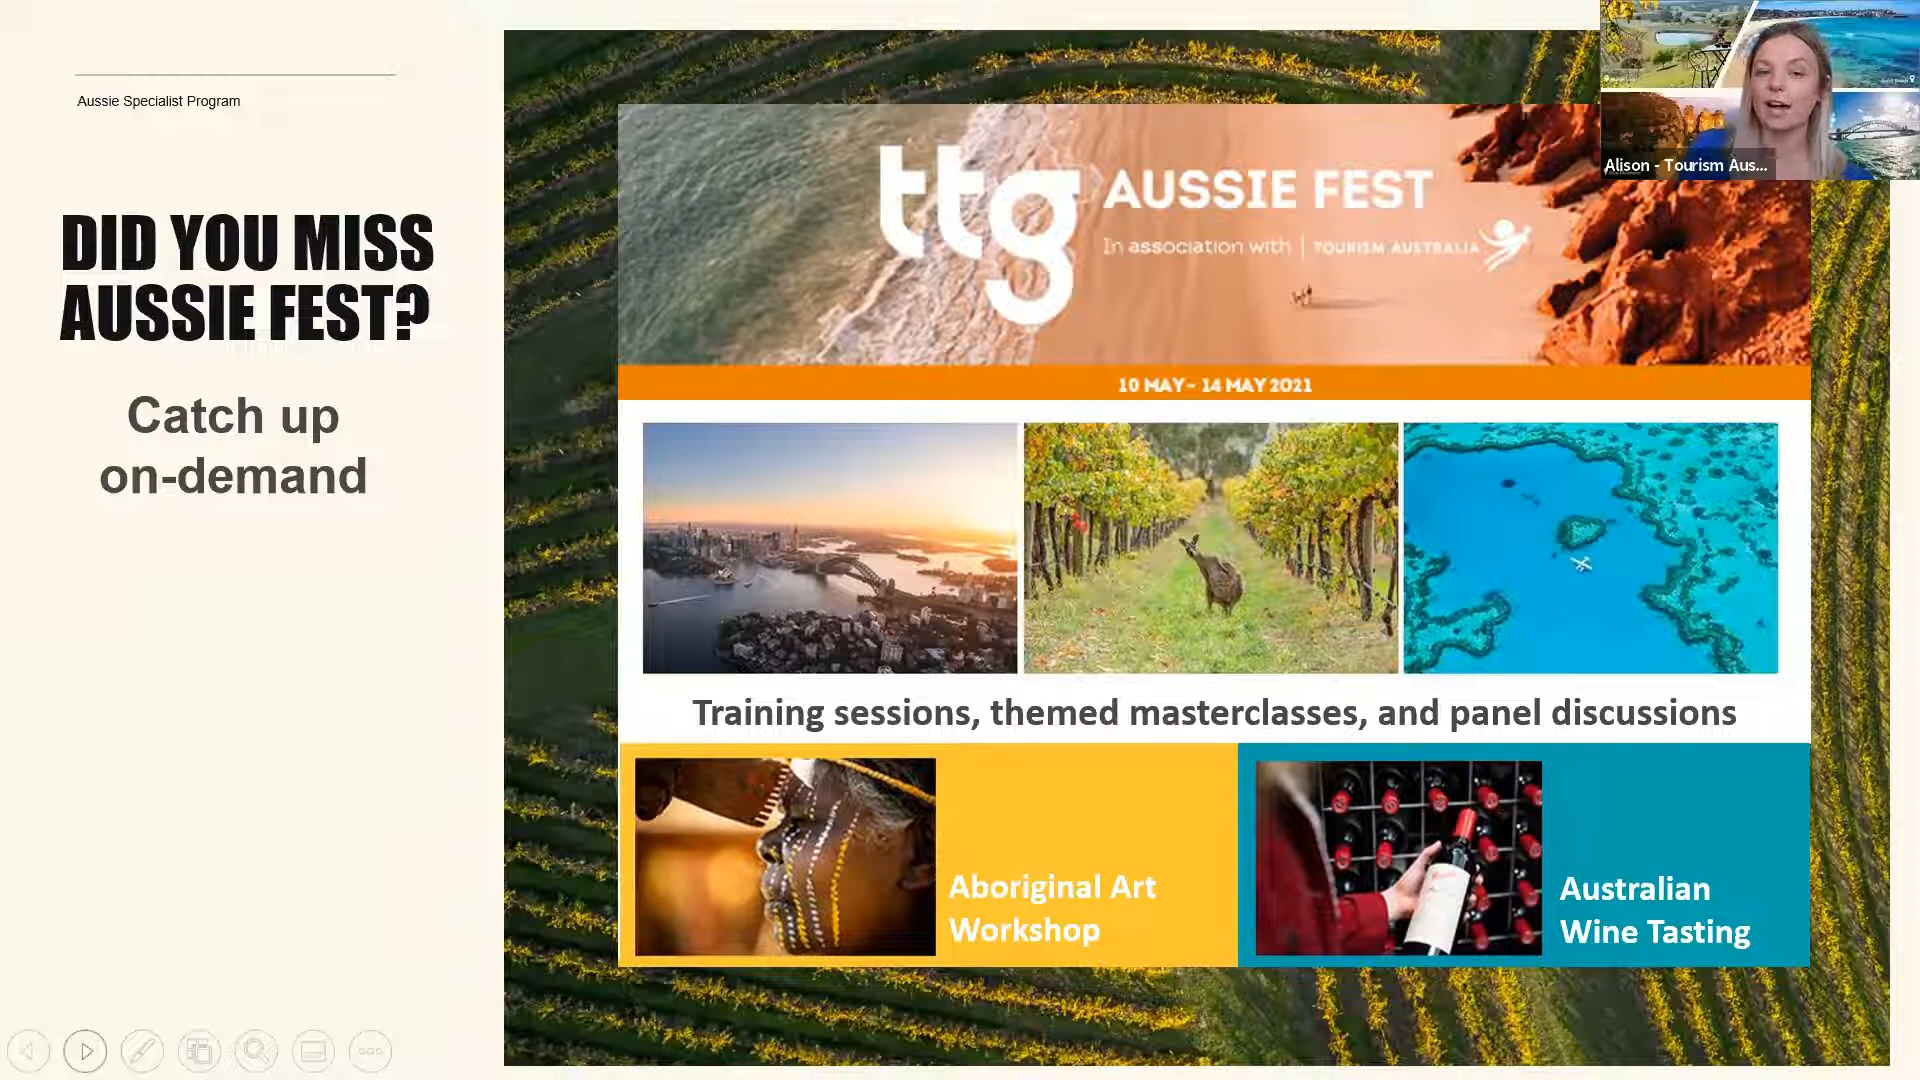 Aussie Specialist Program
DID YOU MISS
AUSSIE FEST?
Catch up
on-demand
ttg
AUSSIE FEST
In association with | TOURISM AUSTRALIA
10 MAY - 14 MAY 2021
Training sessions, themed masterclasses, and panel discussions
Aboriginal Art
Workshop
Australian
Wine Tasting
Alison - Tourism Aus...